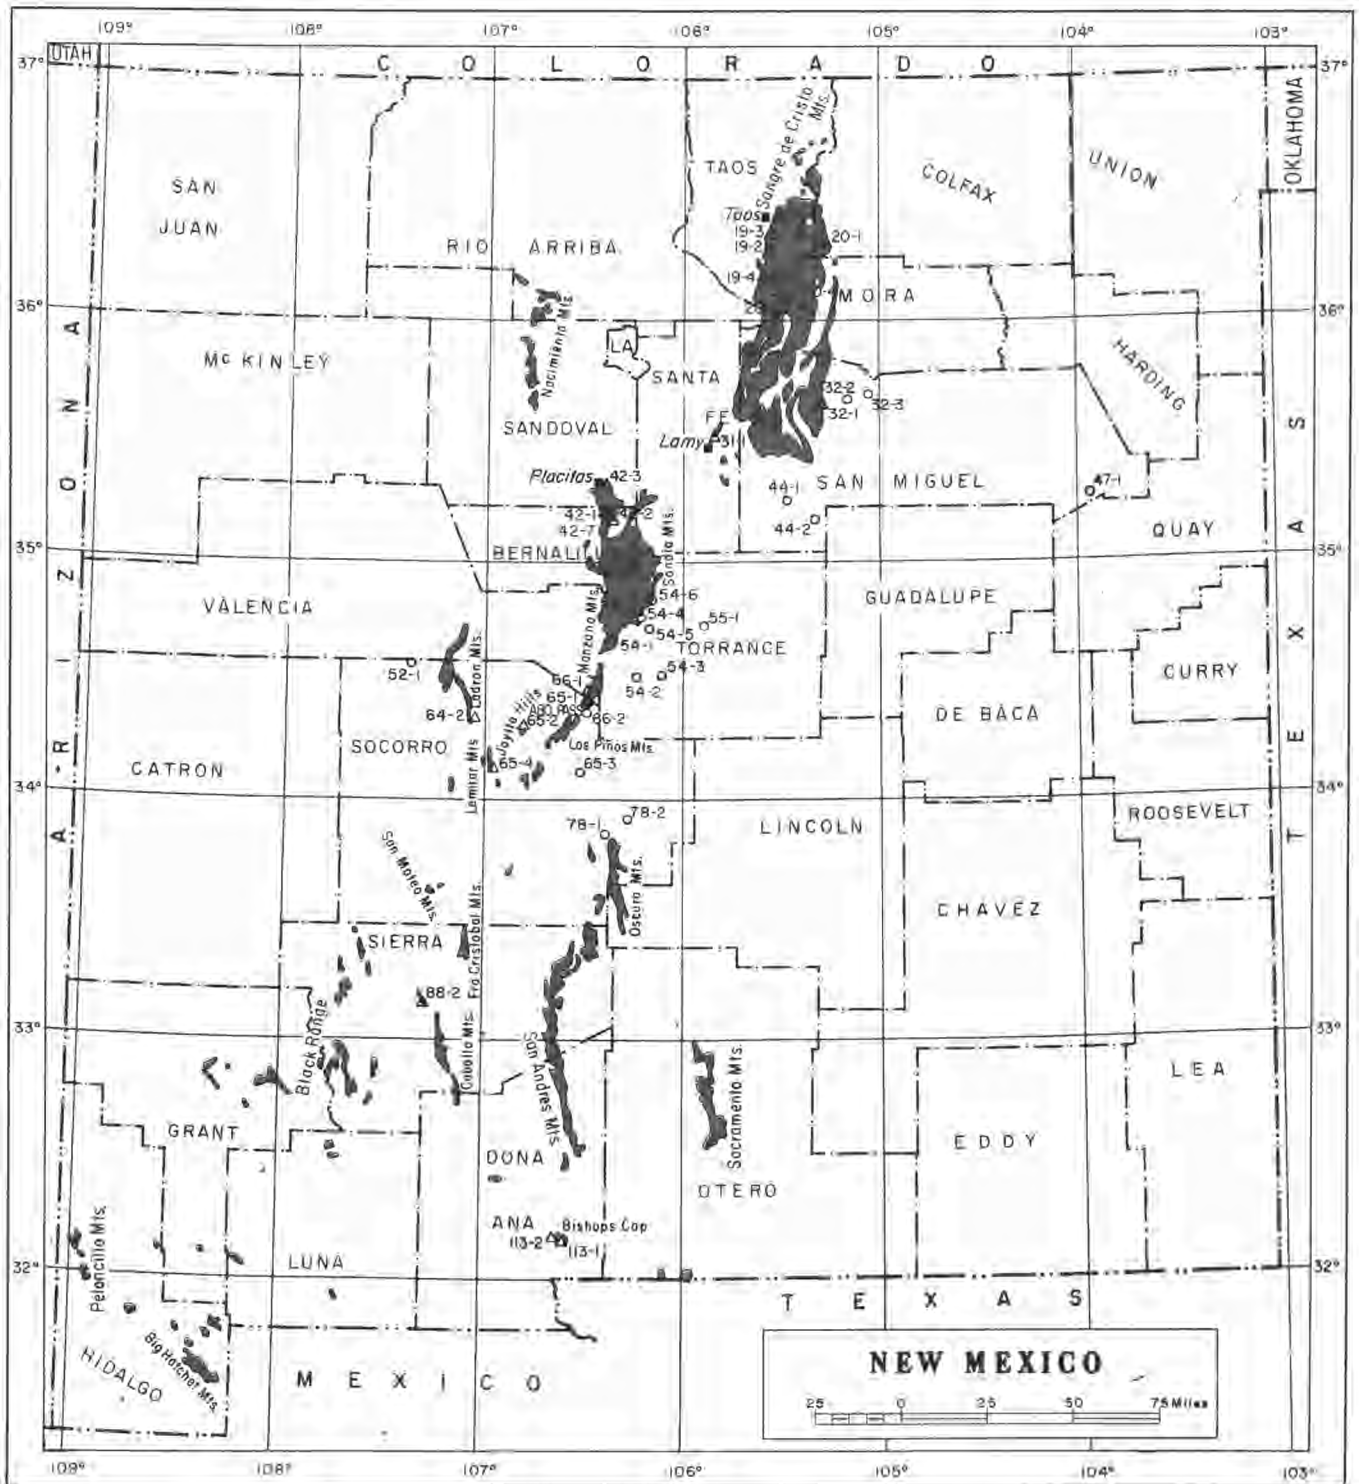 109° 108° 107° 106° 105° 104° 103°
UTAH
37° C O L O R A D O 37°
OKLAHOMA
Sangre de Cristo Mts.
TAOS
COLFAX
UNION
SAN
JUAN
Taos
19-3
19-2
20-1
RIO ARRIBA
19-4
MORA
36° 36°
Nacimiento Mts.
LA
MC KINLEY
SANTA
FE
HARDING
32-2
32-3
32-1
SANDOVAL
Lamy
31-1
A R I Z O N A
T E X A S
Placitas
42-3
44-1
SAN MIGUEL
47-1
42-1
42-2
42-7
44-2
QUAY
35° 35°
BERNALILLO
Sandia Mts.
VALENCIA
Manzano Mts.
54-6
54-4
55-1
54-5
54-1
TORRANCE
GUADALUPE
54-3
54-2
CURRY
52-1
Ladron Mts.
66-1
65-1
ABO PASS
65-2
66-2
64-2
Joyita Hills
Los Piños Mts.
DE BACA
SOCORRO
CATRON
65-4
65-3
Lemitar Mts
34° 34°
78-1
78-2
LINCOLN
ROOSEVELT
San Mateo Mts.
Oscura Mts.
CHAVEZ
SIERRA
Fra Cristobal Mts.
88-2
33° 33°
Black Range
Caballo Mts.
San Andres Mts.
Sacramento Mts.
LEA
GRANT
EDDY
DONA
OTERO
ANA
Bishops Cap
113-2
113-1
Peloncillo Mts.
LUNA
32° 32°
T E X A S
HIDALGO
Big Hatchet Mts.
M E X I C O
NEW MEXICO
25 0 25 50 75 Miles
109° 108° 107° 106° 105° 104° 103°